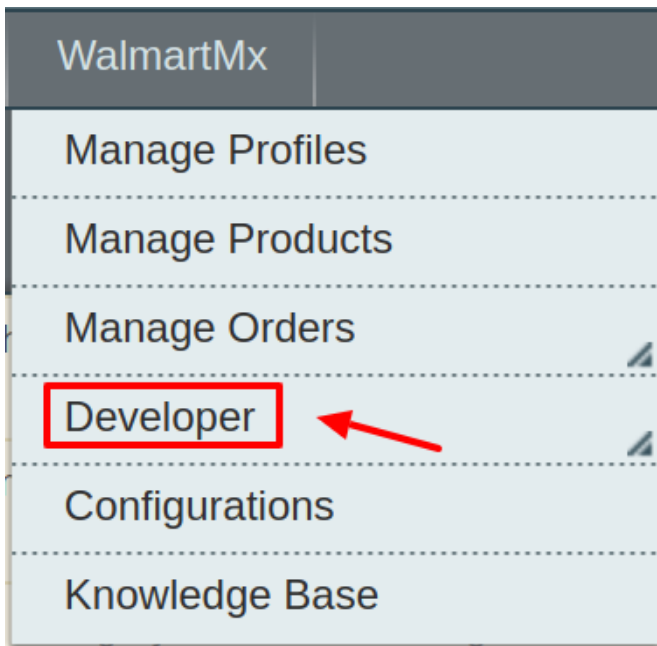 WalmartMx
Manage Profiles
Manage Products
Manage Orders
Developer
Configurations
Knowledge Base